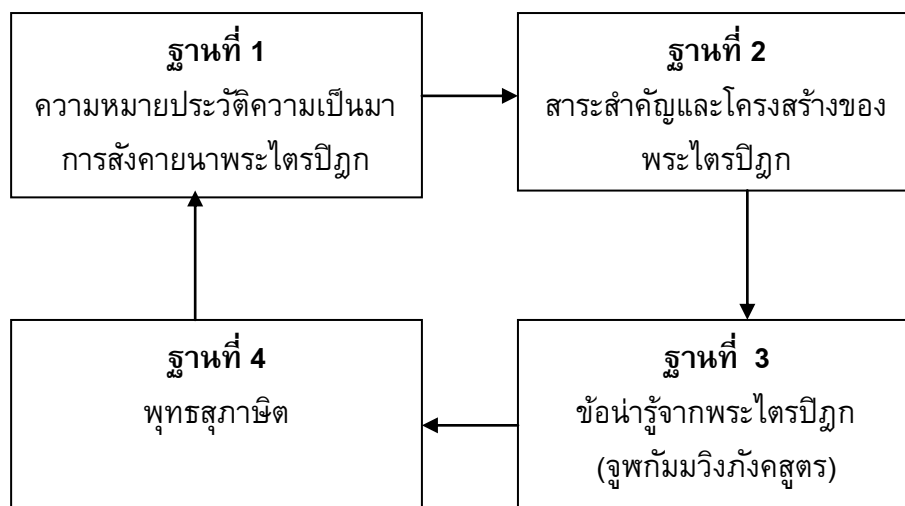 ฐานที่ 1
ความหมายประวัติความเป็นมา
การสังคายนาพระไตรปิฎก
ฐานที่ 2
สาระสำคัญและโครงสร้างของ
พระไตรปิฎก
ฐานที่ 4
พุทธสุภาษิต
ฐานที่ 3
ข้อน่ารู้จากพระไตรปิฎก
(จูฬกัมมวิงภังคสูตร)